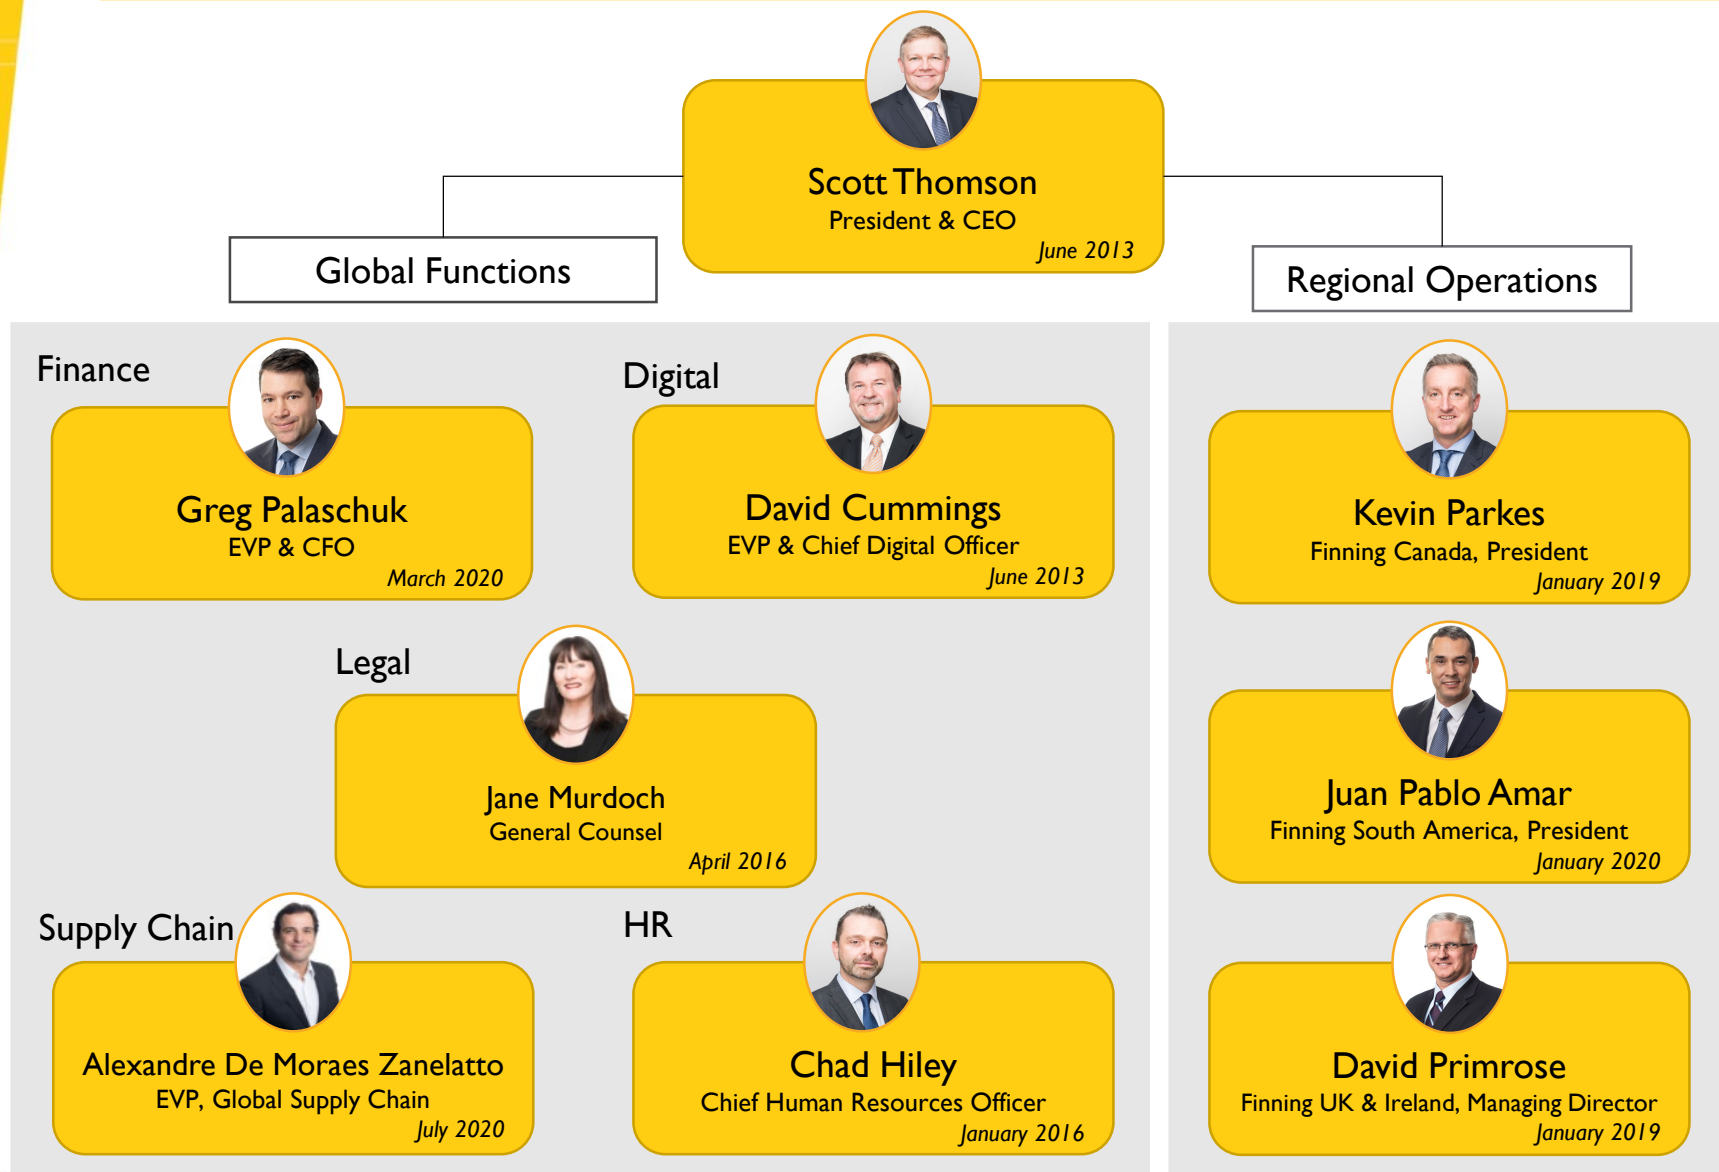 Scott Thomson
President & CEO
June 2013
Global Functions
Regional Operations
Finance
Greg Palaschuk
EVP & CFO
March 2020
Digital
David Cummings
EVP & Chief Digital Officer
June 2013
Legal
Jane Murdoch
General Counsel
April 2016
Supply Chain
Alexandre De Moraes Zanelatto
EVP, Global Supply Chain
July 2020
HR
Chad Hiley
Chief Human Resources Officer
January 2016
Kevin Parkes
Finning Canada, President
January 2019
Juan Pablo Amar
Finning South America, President
January 2020
David Primrose
Finning UK & Ireland, Managing Director
January 2019